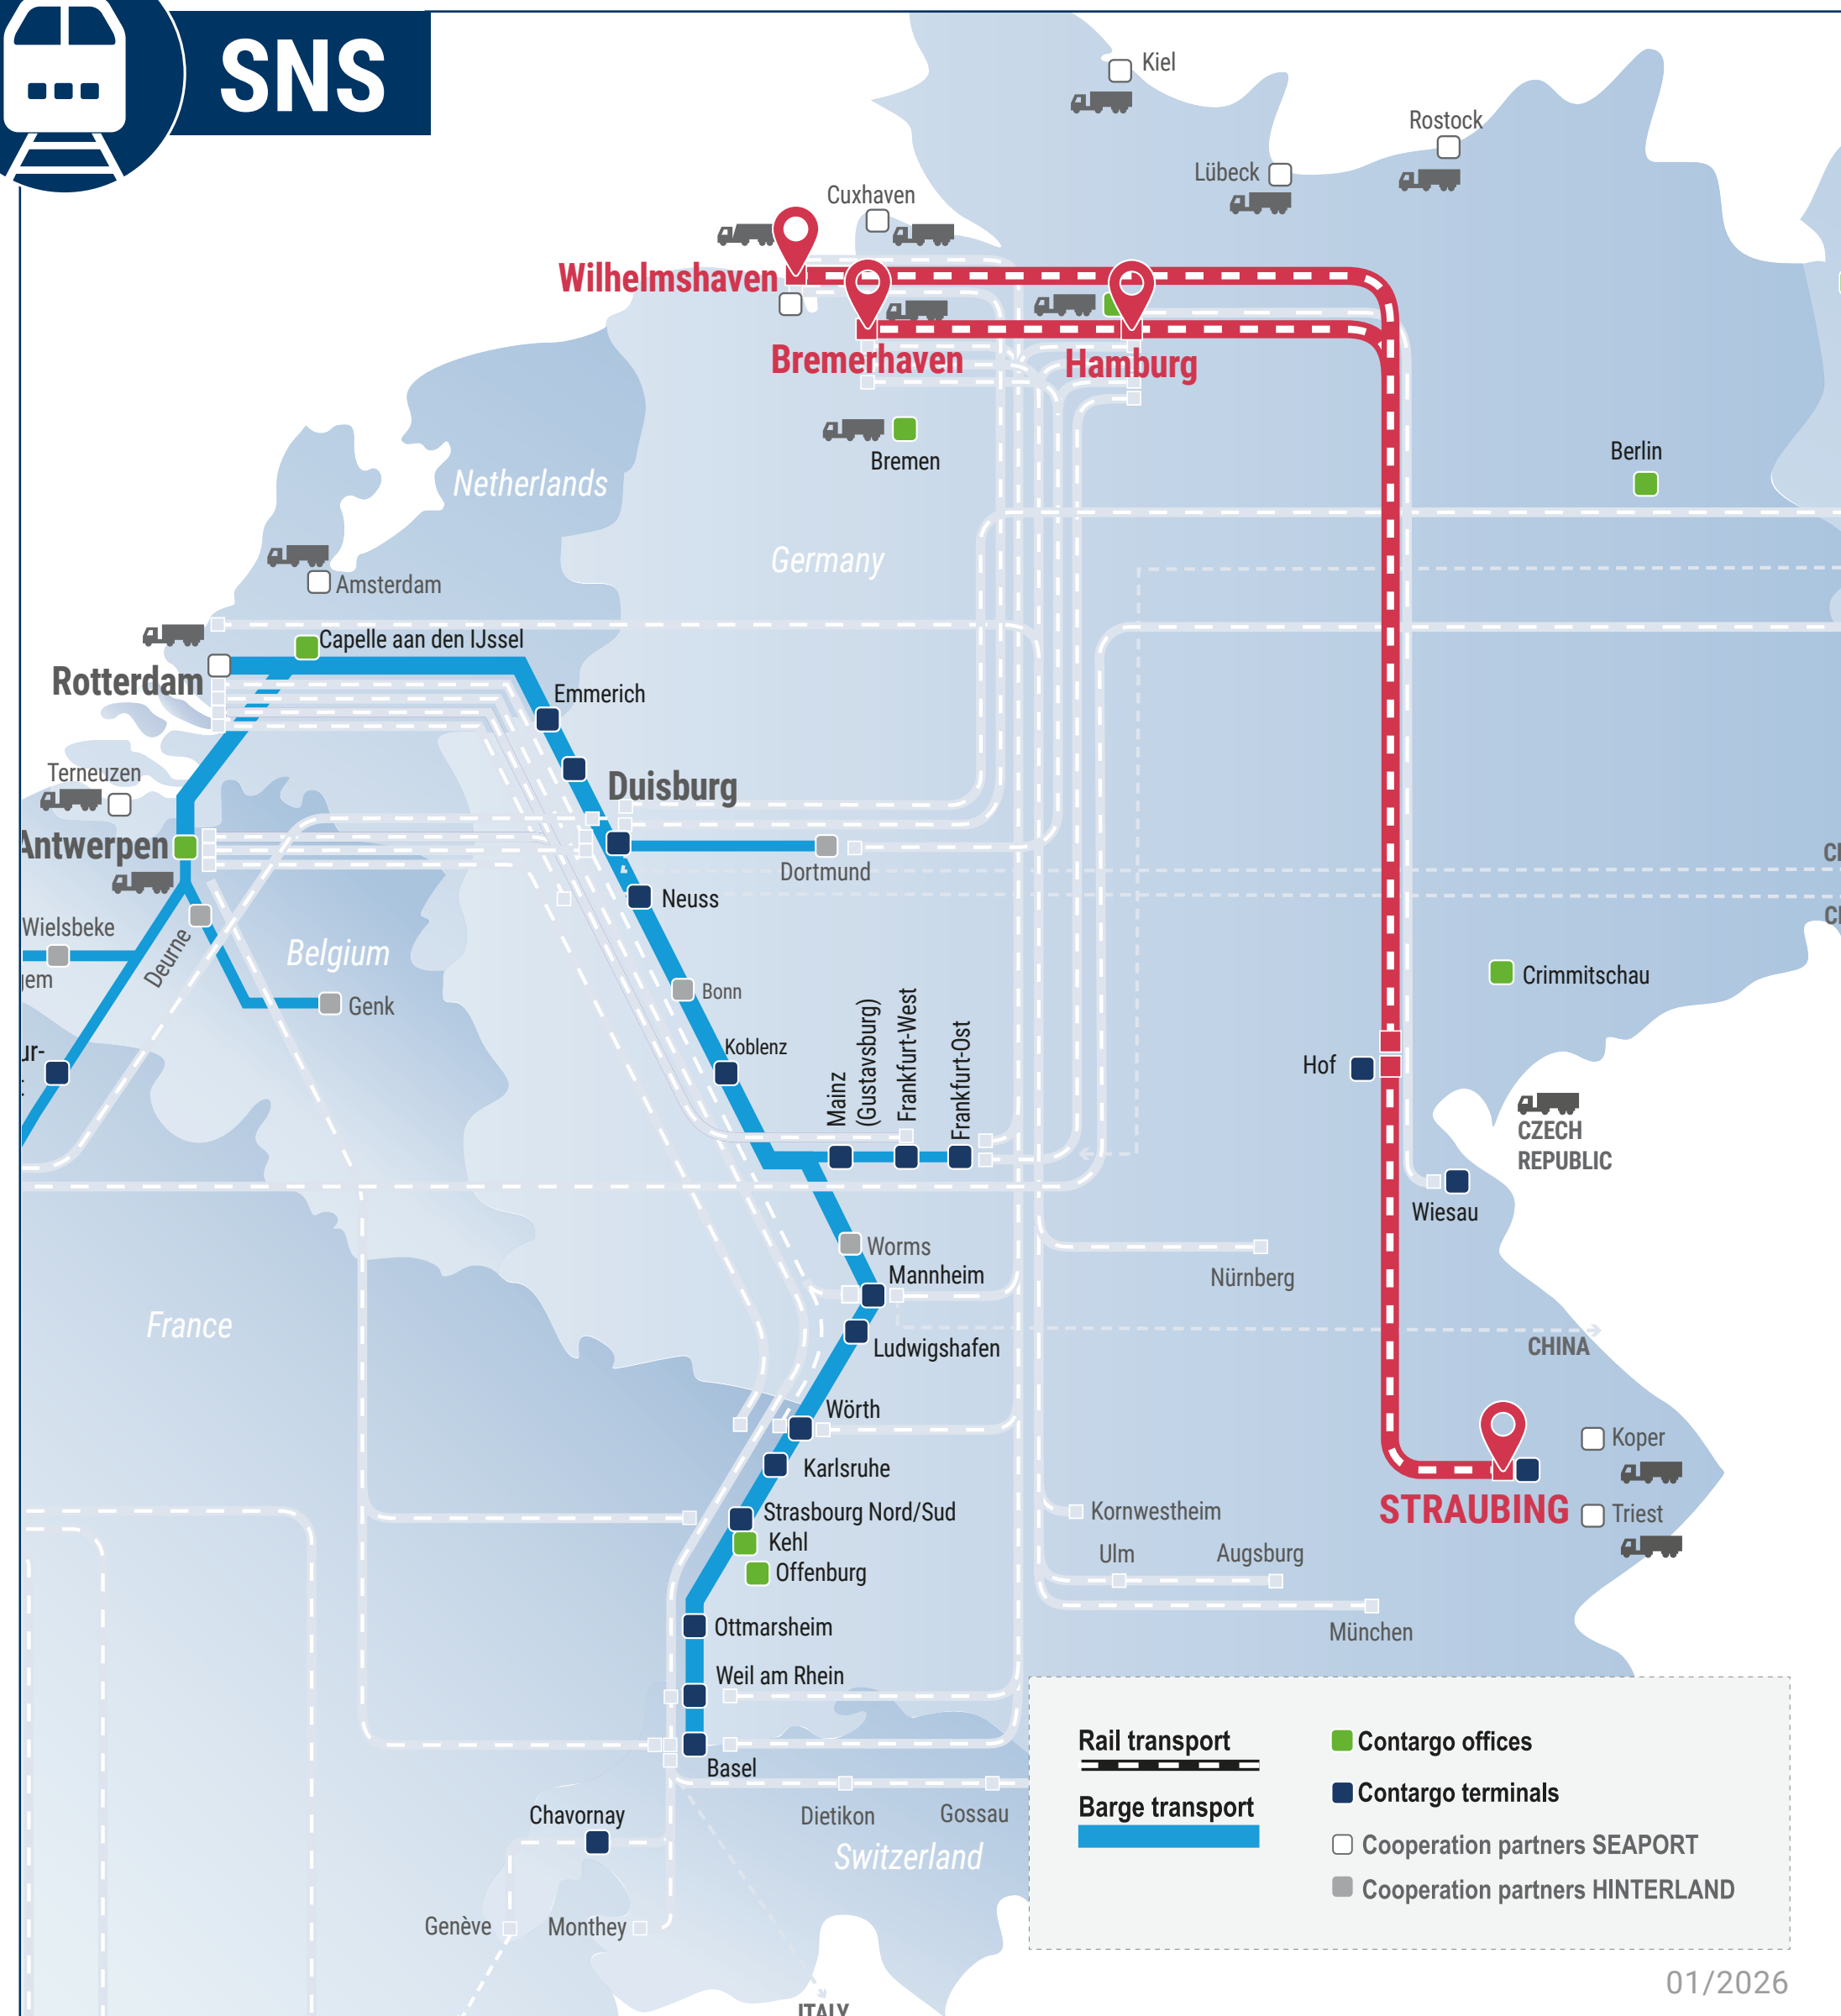 SNS
Kiel
Rostock
Lübeck
Cuxhaven
Wilhelmshaven
Bremerhaven
Hamburg
Bremen
Berlin
Netherlands
Germany
Amsterdam
Capelle aan den IJssel
Rotterdam
Emmerich
Terneuzen
Duisburg
Antwerpen
Dortmund
Neuss
Wielsbeke
Deurne
Belgium
Genk
Bonn
Koblenz
Mainz
(Gustavsburg)
Frankfurt-West
Frankfurt-Ost
Crimmitschau
Hof
CZECH
REPUBLIC
Wiesau
Worms
Mannheim
Nürnberg
France
Ludwigshafen
CHINA
Wörth
Koper
Karlsruhe
Strasbourg Nord/Sud
Kornwestheim
STRAUBING
Triest
Kehl
Offenburg
Ulm
Augsburg
Ottmarsheim
München
Weil am Rhein
Basel
Chavornay
Dietikon
Gossau
Switzerland
Genève
Monthey
ITALY
Rail transport
Barge transport
Contargo offices
Contargo terminals
Cooperation partners SEAPORT
Cooperation partners HINTERLAND
01/2026